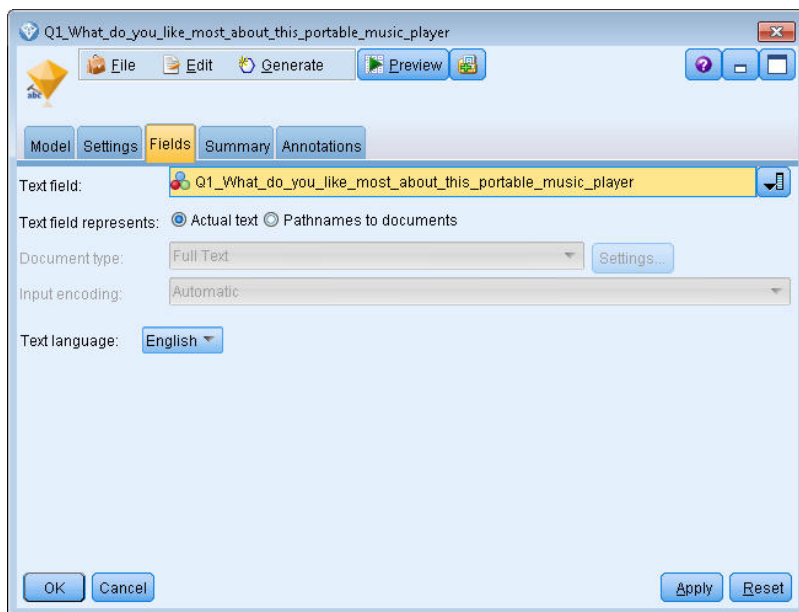 Q1_What_do_you_like_most_about_this_portable_music_player
File Edit Generate Preview
abc
Model Settings Fields Summary Annotations
Text field: Q1_What_do_you_like_most_about_this_portable_music_player
Text field represents: Actual text Pathnames to documents
Document type: Full Text Settings...
Input encoding: Automatic
Text language: English
OK Cancel Apply Reset